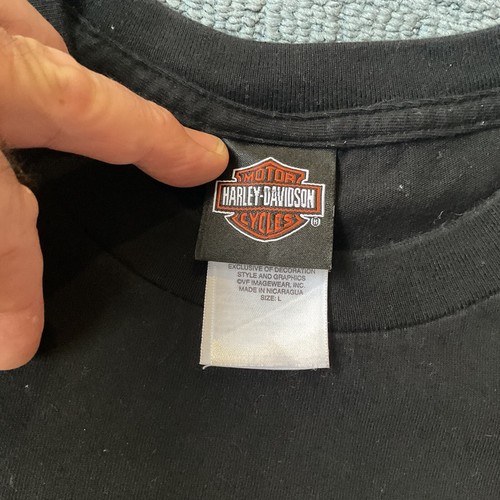 MOTOR
HARLEY-DAVIDSON
CYCLES
EXCLUSIVE OF DECORATION
STYLE AND GRAPHICS
©VF IMAGEWEAR, INC.
MADE IN NICARAGUA
SIZE: L